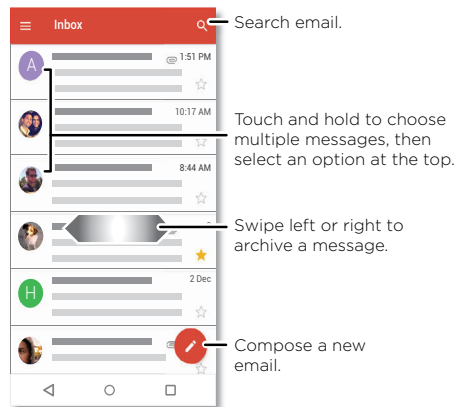 Inbox
Search email.
A
1:51 PM
10:17 AM
Touch and hold to choose
multiple messages, then
select an option at the top.
8:44 AM
Swipe left or right to
archive a message.
H
2 Dec
Compose a new
email.